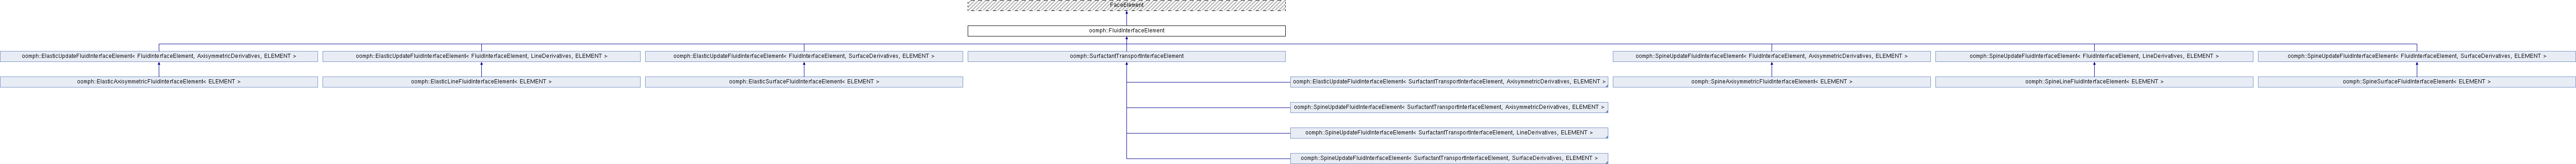 FaceElement
oomph::FluidInterfaceElement
oomph::ElasticUpdateFluidInterfaceElement< FluidInterfaceElement, AxisymmetricDerivatives, ELEMENT >
oomph::ElasticUpdateFluidInterfaceElement< FluidInterfaceElement, LineDerivatives, ELEMENT >
oomph::ElasticUpdateFluidInterfaceElement< FluidInterfaceElement, SurfaceDerivatives, ELEMENT >
oomph::SurfactantTransportInterfaceElement
oomph::SpineUpdateFluidInterfaceElement< FluidInterfaceElement, AxisymmetricDerivatives, ELEMENT >
oomph::SpineUpdateFluidInterfaceElement< FluidInterfaceElement, LineDerivatives, ELEMENT >
oomph::SpineUpdateFluidInterfaceElement< FluidInterfaceElement, SurfaceDerivatives, ELEMENT >
oomph::ElasticAxisymmetricFluidInterfaceElement< ELEMENT >
oomph::ElasticLineFluidInterfaceElement< ELEMENT >
oomph::ElasticSurfaceFluidInterfaceElement< ELEMENT >
oomph::ElasticUpdateFluidInterfaceElement< SurfactantTransportInterfaceElement, AxisymmetricDerivatives, ELEMENT >
oomph::SpineAxisymmetricFluidInterfaceElement< ELEMENT >
oomph::SpineLineFluidInterfaceElement< ELEMENT >
oomph::SpineSurfaceFluidInterfaceElement< ELEMENT >
oomph::SpineUpdateFluidInterfaceElement< SurfactantTransportInterfaceElement, AxisymmetricDerivatives, ELEMENT >
oomph::SpineUpdateFluidInterfaceElement< SurfactantTransportInterfaceElement, LineDerivatives, ELEMENT >
oomph::SpineUpdateFluidInterfaceElement< SurfactantTransportInterfaceElement, SurfaceDerivatives, ELEMENT >